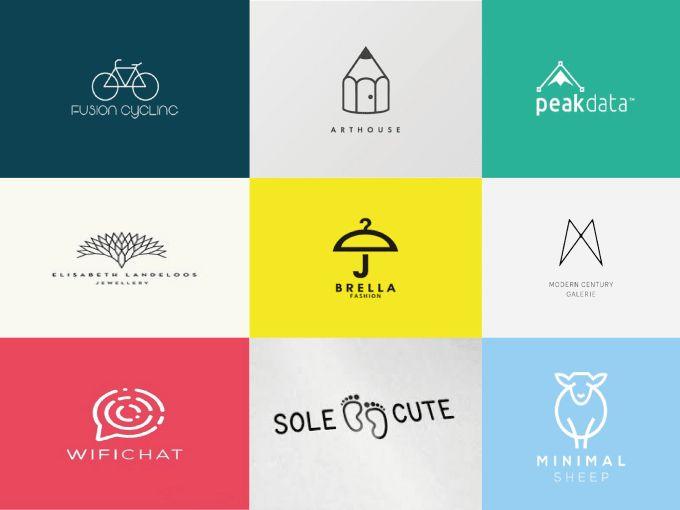 FUSION CYCLING
ARTHOUSE
peakdata™
ELISABETH LANDELOOS
JEWELLERY
BRELLA
FASHION
MODERN CENTURY
GALERIE
WIFICHAT
SOLE CUTE
MINIMAL
SHEEP